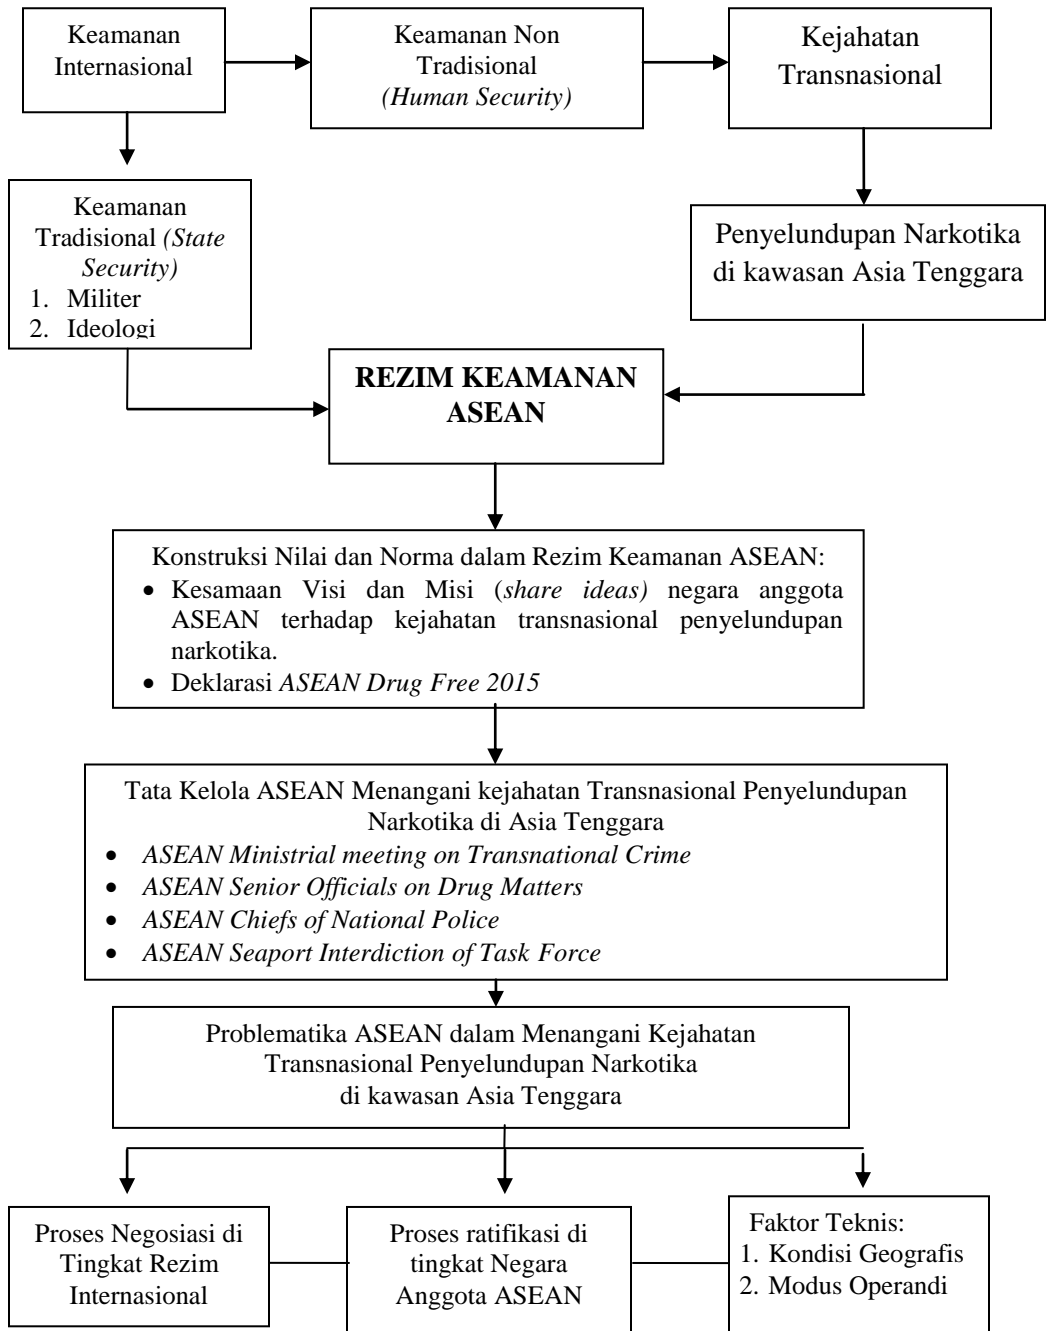 Keamanan
Internasional
Keamanan Non
Tradisional
(Human Security)
Kejahatan
Transnasional
Keamanan
Tradisional (State
Security)
1. Militer
2. Ideologi
Penyelundupan Narkotika
di kawasan Asia Tenggara
REZIM KEAMANAN
ASEAN
Konstruksi Nilai dan Norma dalam Rezim Keamanan ASEAN:
• Kesamaan Visi dan Misi (share ideas) negara anggota
ASEAN terhadap kejahatan transnasional penyelundupan
narkotika.
• Deklarasi ASEAN Drug Free 2015
Tata Kelola ASEAN Menangani kejahatan Transnasional Penyelundupan
Narkotika di Asia Tenggara
• ASEAN Ministrial meeting on Transnational Crime
• ASEAN Senior Officials on Drug Matters
• ASEAN Chiefs of National Police
• ASEAN Seaport Interdiction of Task Force
Problematika ASEAN dalam Menangani Kejahatan
Transnasional Penyelundupan Narkotika
di kawasan Asia Tenggara
Proses Negosiasi di
Tingkat Rezim
Internasional
Proses ratifikasi di
tingkat Negara
Anggota ASEAN
Faktor Teknis:
1. Kondisi Geografis
2. Modus Operandi